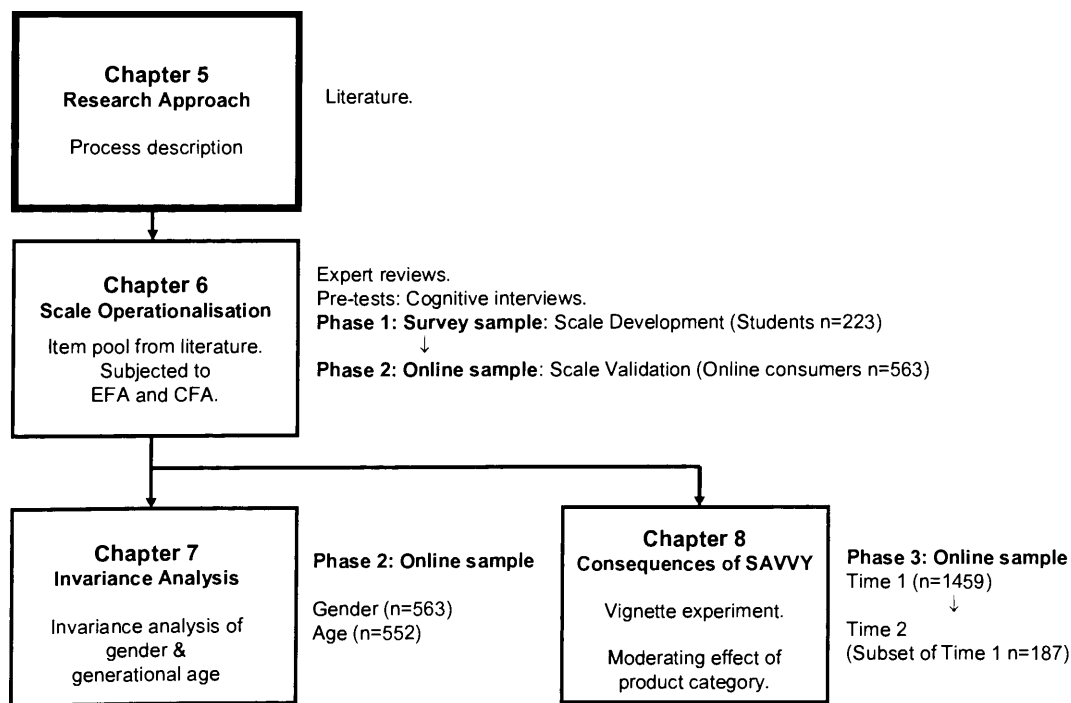 Chapter 5
Research Approach
Process description
Literature.
Chapter 6
Scale Operationalisation
Item pool from literature.
Subjected to
EFA and CFA.
Expert reviews.
Pre-tests: Cognitive interviews.
Phase 1: Survey sample: Scale Development (Students n=223)
↓
Phase 2: Online sample: Scale Validation (Online consumers n=563)
Chapter 7
Invariance Analysis
Invariance analysis of
gender &
generational age
Phase 2: Online sample
Gender (n=563)
Age (n=552)
Chapter 8
Consequences of SAVVY
Vignette experiment.
Moderating effect of
product category.
Phase 3: Online sample
Time 1 (n=1459)
↓
Time 2
(Subset of Time 1 n=187)